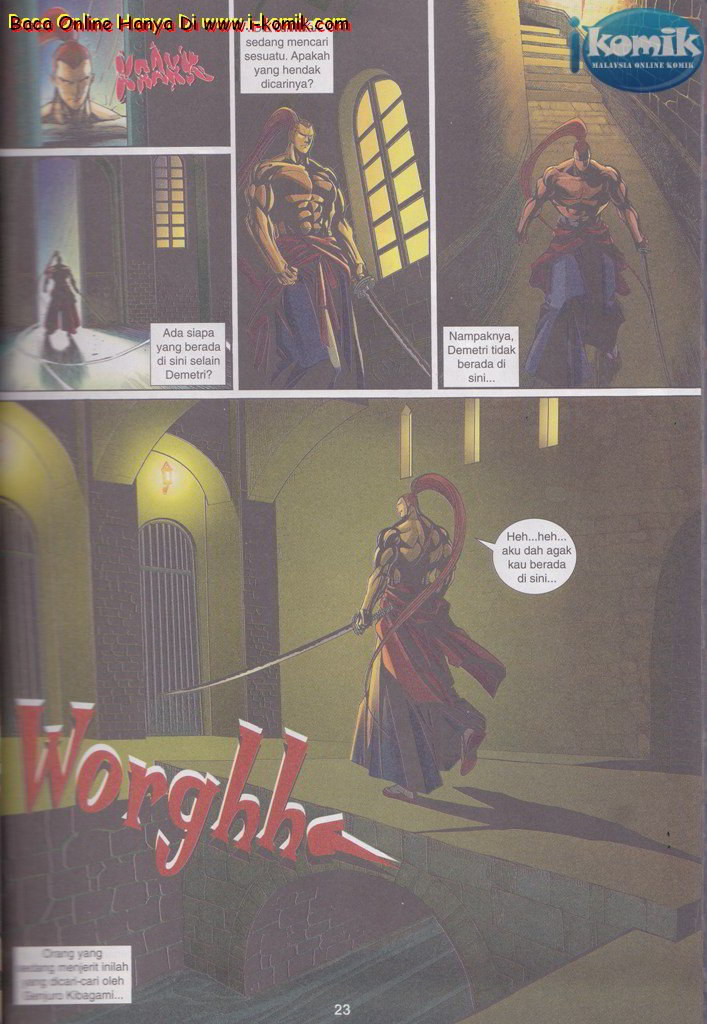 Baca Online Hanya Di www.i-komik.com
ikomik
MALAYSIA ONLINE KOMIK
KRAKK
sedang mencari
sesuatu. Apakah
yang hendak
dicarinya?
Ada siapa
yang berada
di sini selain
Demetri?
Nampaknya,
Demetri tidak
berada di
sini...
Heh...heh...
aku dah agak
kau berada
di sini...
Worghh
Orang yang
sedang menjerit inilah
yang dicari-cari oleh
Genjuro Kibagami...
23